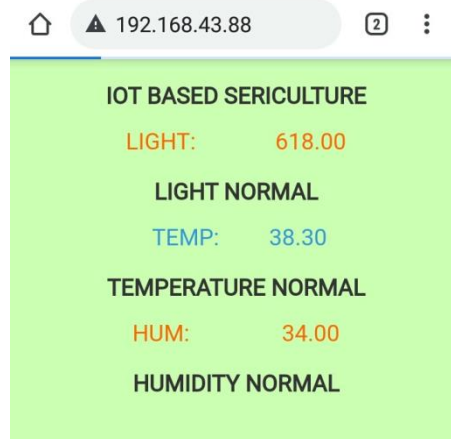 192.168.43.88 2
IOT BASED SERICULTURE
LIGHT: 618.00
LIGHT NORMAL
TEMP: 38.30
TEMPERATURE NORMAL
HUM: 34.00
HUMIDITY NORMAL